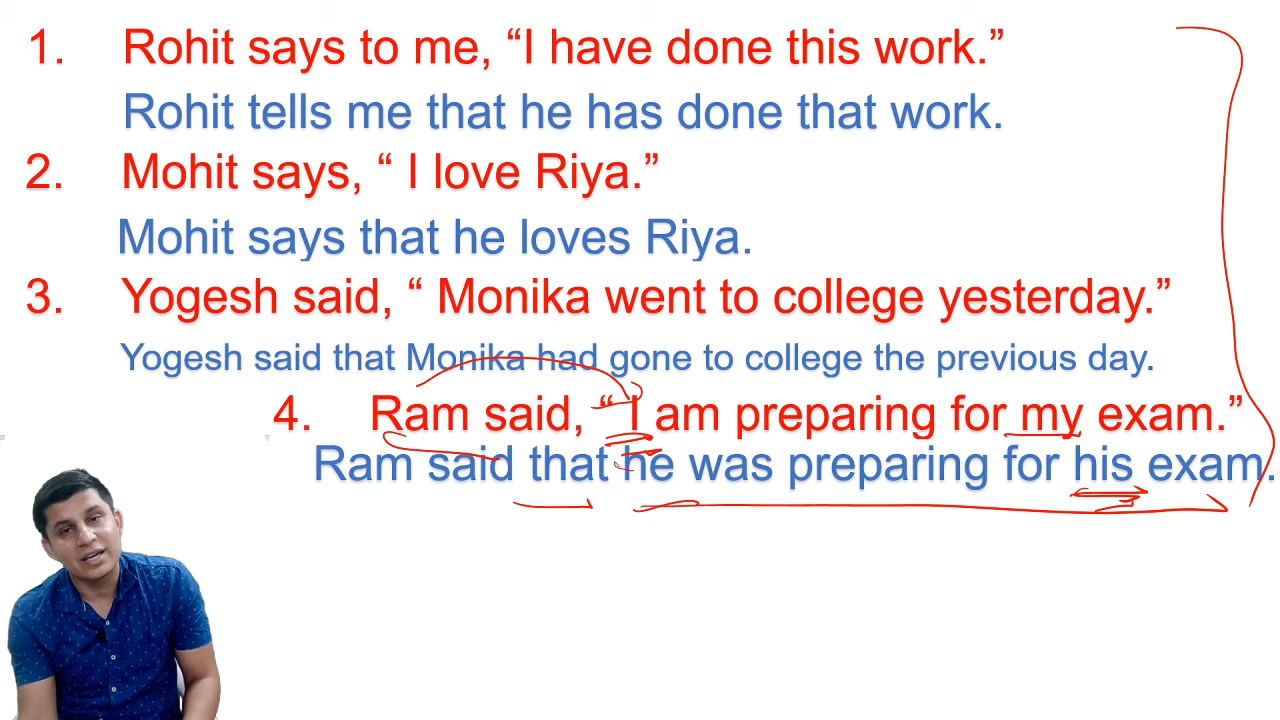 1. Rohit says to me, “I have done this work.”
Rohit tells me that he has done that work.
2. Mohit says, “ I love Riya.”
Mohit says that he loves Riya.
3. Yogesh said, “ Monika went to college yesterday.”
Yogesh said that Monika had gone to college the previous day.
4. Ram said, “ I am preparing for my exam.”
Ram said that he was preparing for his exam.